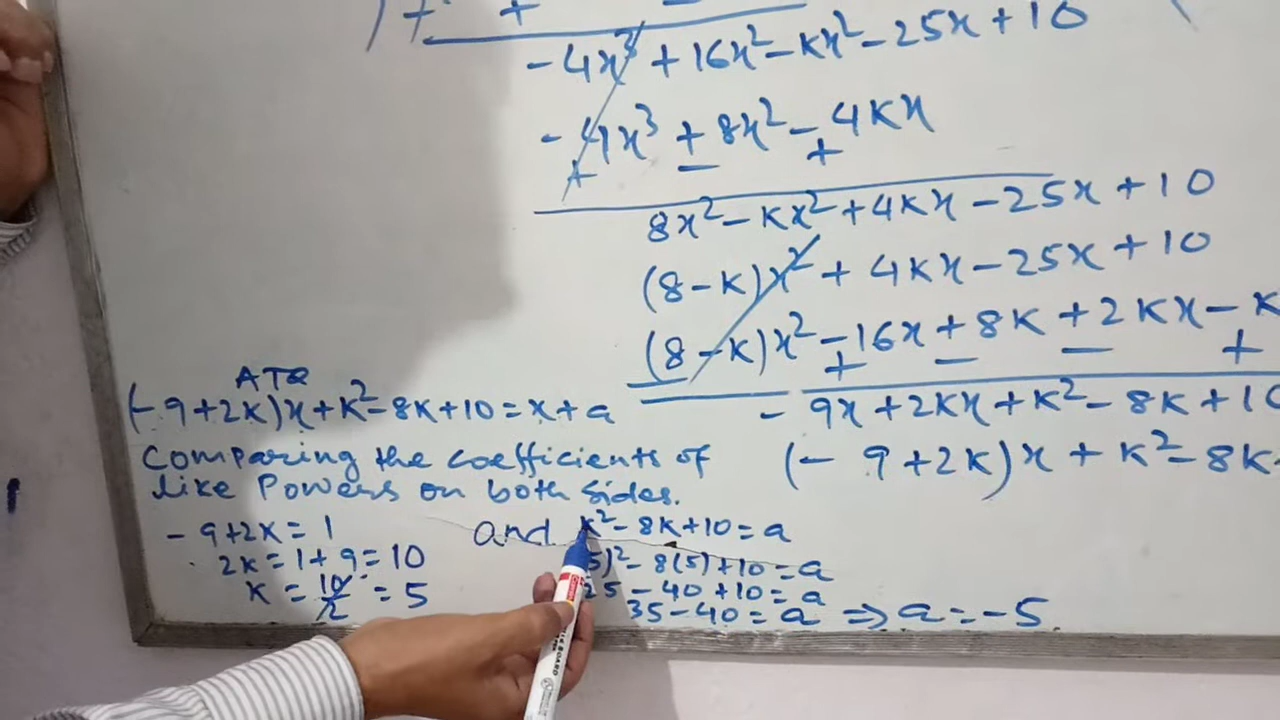 + +
-4x³ + 16x² - kx² - 25x + 10
-4x³ + 8x² - 4kx
+ - +
8x² - kx² + 4kx - 25x + 10
(8-k)x² + 4kx - 25x + 10
(8-k)x² - 16x + 8k + 2kx - k
+ - - +
- 9x + 2kx + k² - 8k + 10
(- 9+2k)x + k² - 8k
ATQ
(-9+2k)x + k² - 8k + 10 = x + a
Comparing the coefficients of
like Powers on both sides.
- 9+2x = 1 and k² - 8k + 10 = a
2k = 1 + 9 = 10 5)² - 8(5) + 10 = a
k = 10/2 = 5 25 - 40 + 10 = a
35 - 40 = a ⇒ a = -5